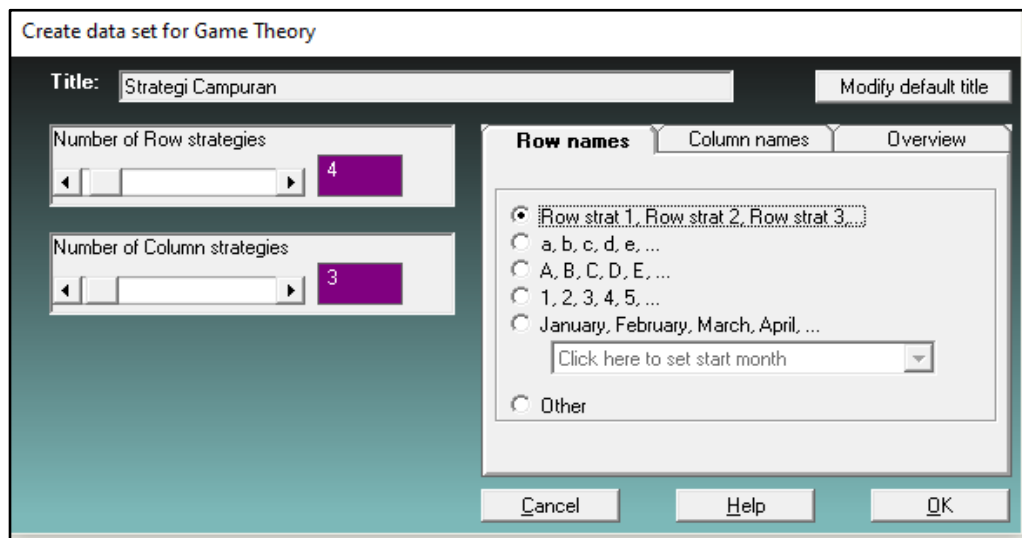 Create data set for Game Theory
Title: Strategi Campuran
Modify default title
Number of Row strategies
4
Number of Column strategies
3
Row names Column names Overview
Row strat 1, Row strat 2, Row strat 3,...
a, b, c, d, e, ...
A, B, C, D, E, ...
1, 2, 3, 4, 5, ...
January, February, March, April, ...
Click here to set start month
Other
Cancel Help OK